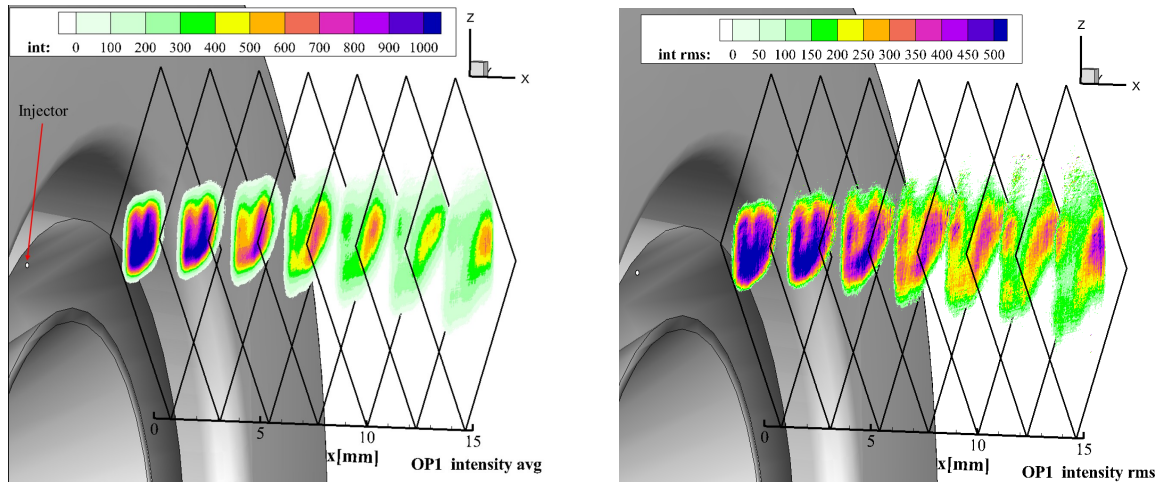 int: 0 100 200 300 400 500 600 700 800 900 1000
Z
X
Y
Injector
0
5
10
15
x[mm]
OP1 intensity avg
int rms: 0 50 100 150 200 250 300 350 400 450 500
Z
X
Y
0
5
10
15
x[mm]
OP1 intensity rms